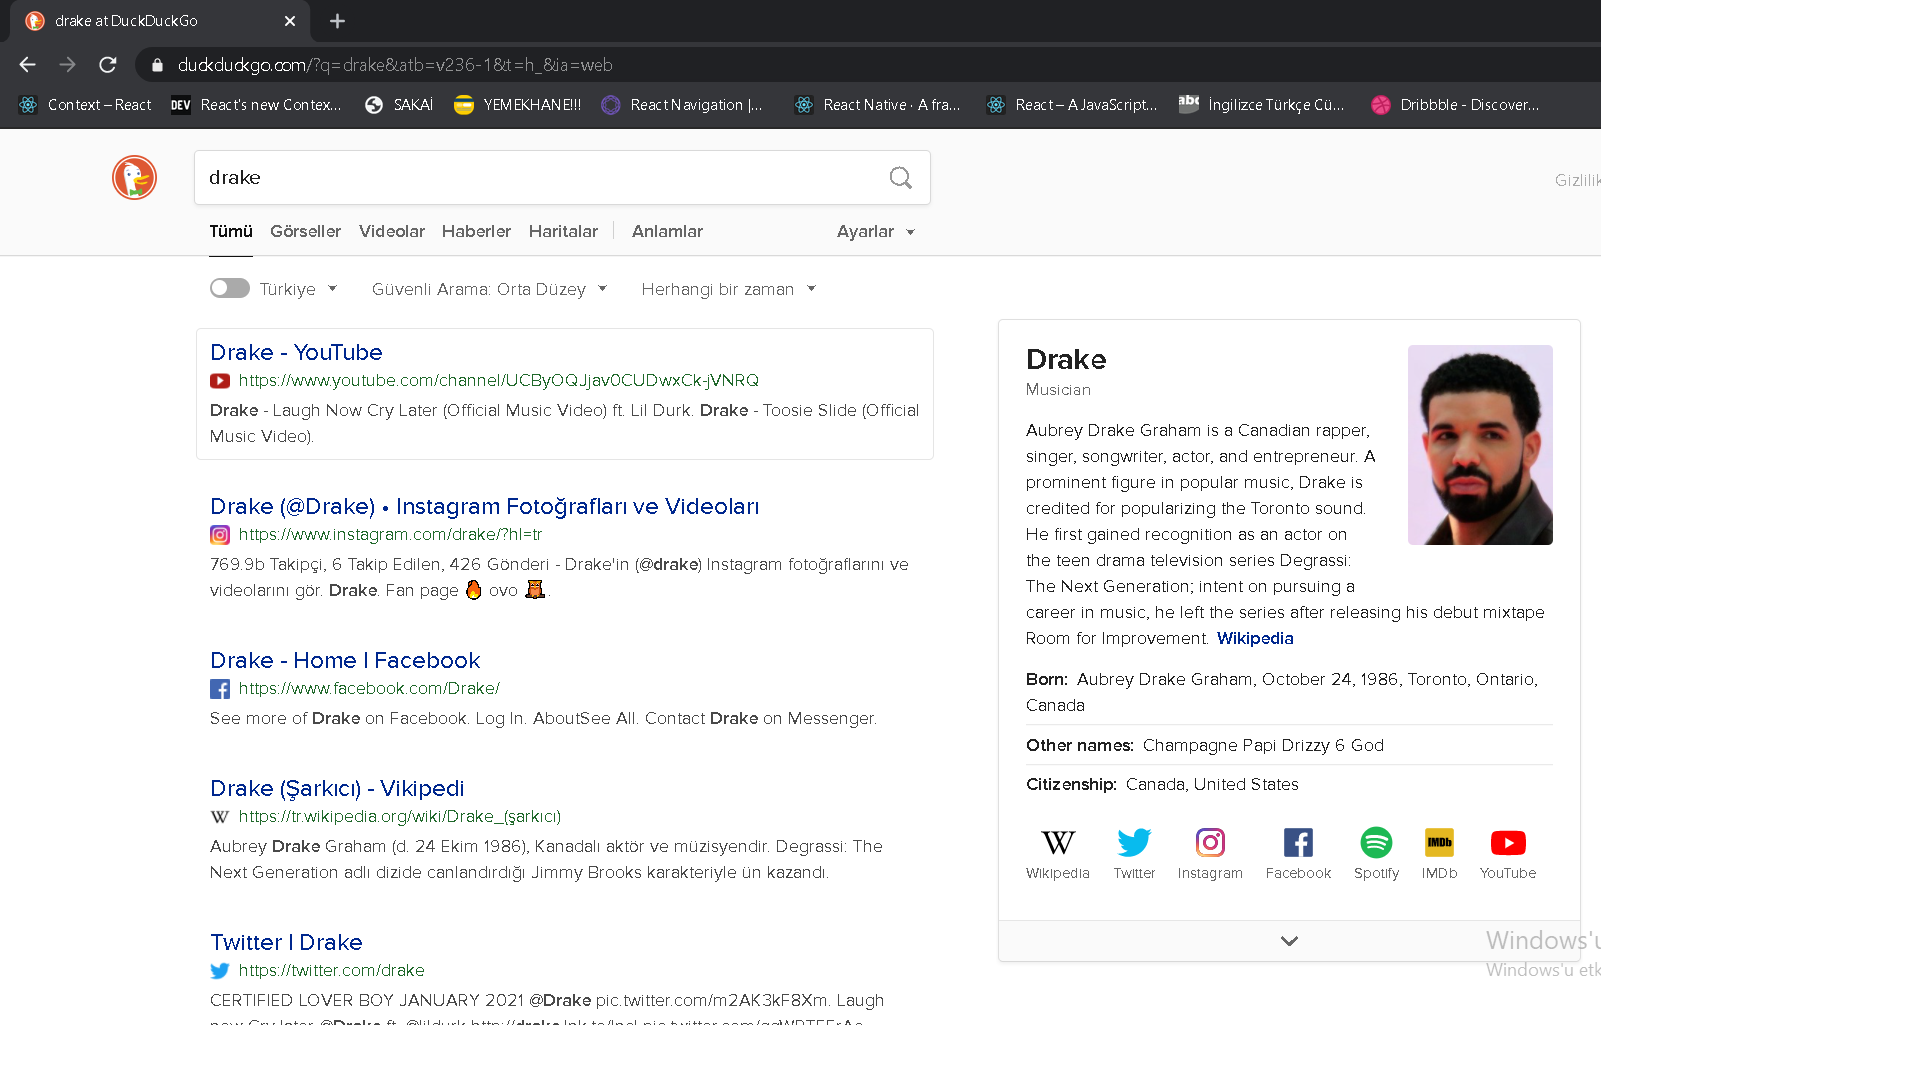 drake at DuckDuckGo
duckduckgo.com/?q=drake&atb=v236-1&t=h_&ia=web
Context – React
DEV
React's new Contex...
SAKAİ
YEMEKHANE!!!
React Navigation |...
React Native · A fra...
React – A JavaScript...
abc
İngilizce Türkçe Cü...
Dribbble - Discover...
drake
Gizlilik
Tümü Görseller Videolar Haberler Haritalar Anlamlar Ayarlar
Türkiye Güvenli Arama: Orta Düzey Herhangi bir zaman
Drake - YouTube
https://www.youtube.com/channel/UCByOQJjav0CUDwxCk-jVNRQ
Drake - Laugh Now Cry Later (Official Music Video) ft. Lil Durk. Drake - Toosie Slide (Official
Music Video).
Drake (@Drake) • Instagram Fotoğrafları ve Videoları
https://www.instagram.com/drake/?hl=tr
769.9b Takipçi, 6 Takip Edilen, 426 Gönderi - Drake'in (@drake) Instagram fotoğraflarını ve
videolarını gör. Drake. Fan page 🔥 ovo 🦉.
Drake - Home | Facebook
https://www.facebook.com/Drake/
See more of Drake on Facebook. Log In. AboutSee All. Contact Drake on Messenger.
Drake (Şarkıcı) - Vikipedi
W https://tr.wikipedia.org/wiki/Drake_(şarkıcı)
Aubrey Drake Graham (d. 24 Ekim 1986), Kanadalı aktör ve müzisyendir. Degrassi: The
Next Generation adlı dizide canlandırdığı Jimmy Brooks karakteriyle ün kazandı.
Twitter | Drake
https://twitter.com/drake
CERTIFIED LOVER BOY JANUARY 2021 @Drake pic.twitter.com/m2AK3kF8Xm. Laugh
now Cry later @Drake ft. @lildurk http://drake.lnk.to/lncl
Drake
Musician
Aubrey Drake Graham is a Canadian rapper,
singer, songwriter, actor, and entrepreneur. A
prominent figure in popular music, Drake is
credited for popularizing the Toronto sound.
He first gained recognition as an actor on
the teen drama television series Degrassi:
The Next Generation; intent on pursuing a
career in music, he left the series after releasing his debut mixtape
Room for Improvement. Wikipedia
Born: Aubrey Drake Graham, October 24, 1986, Toronto, Ontario,
Canada
Other names: Champagne Papi Drizzy 6 God
Citizenship: Canada, United States
W IMDb
Wikipedia Twitter Instagram Facebook Spotify IMDb YouTube
Windows'u
Windows'u etk